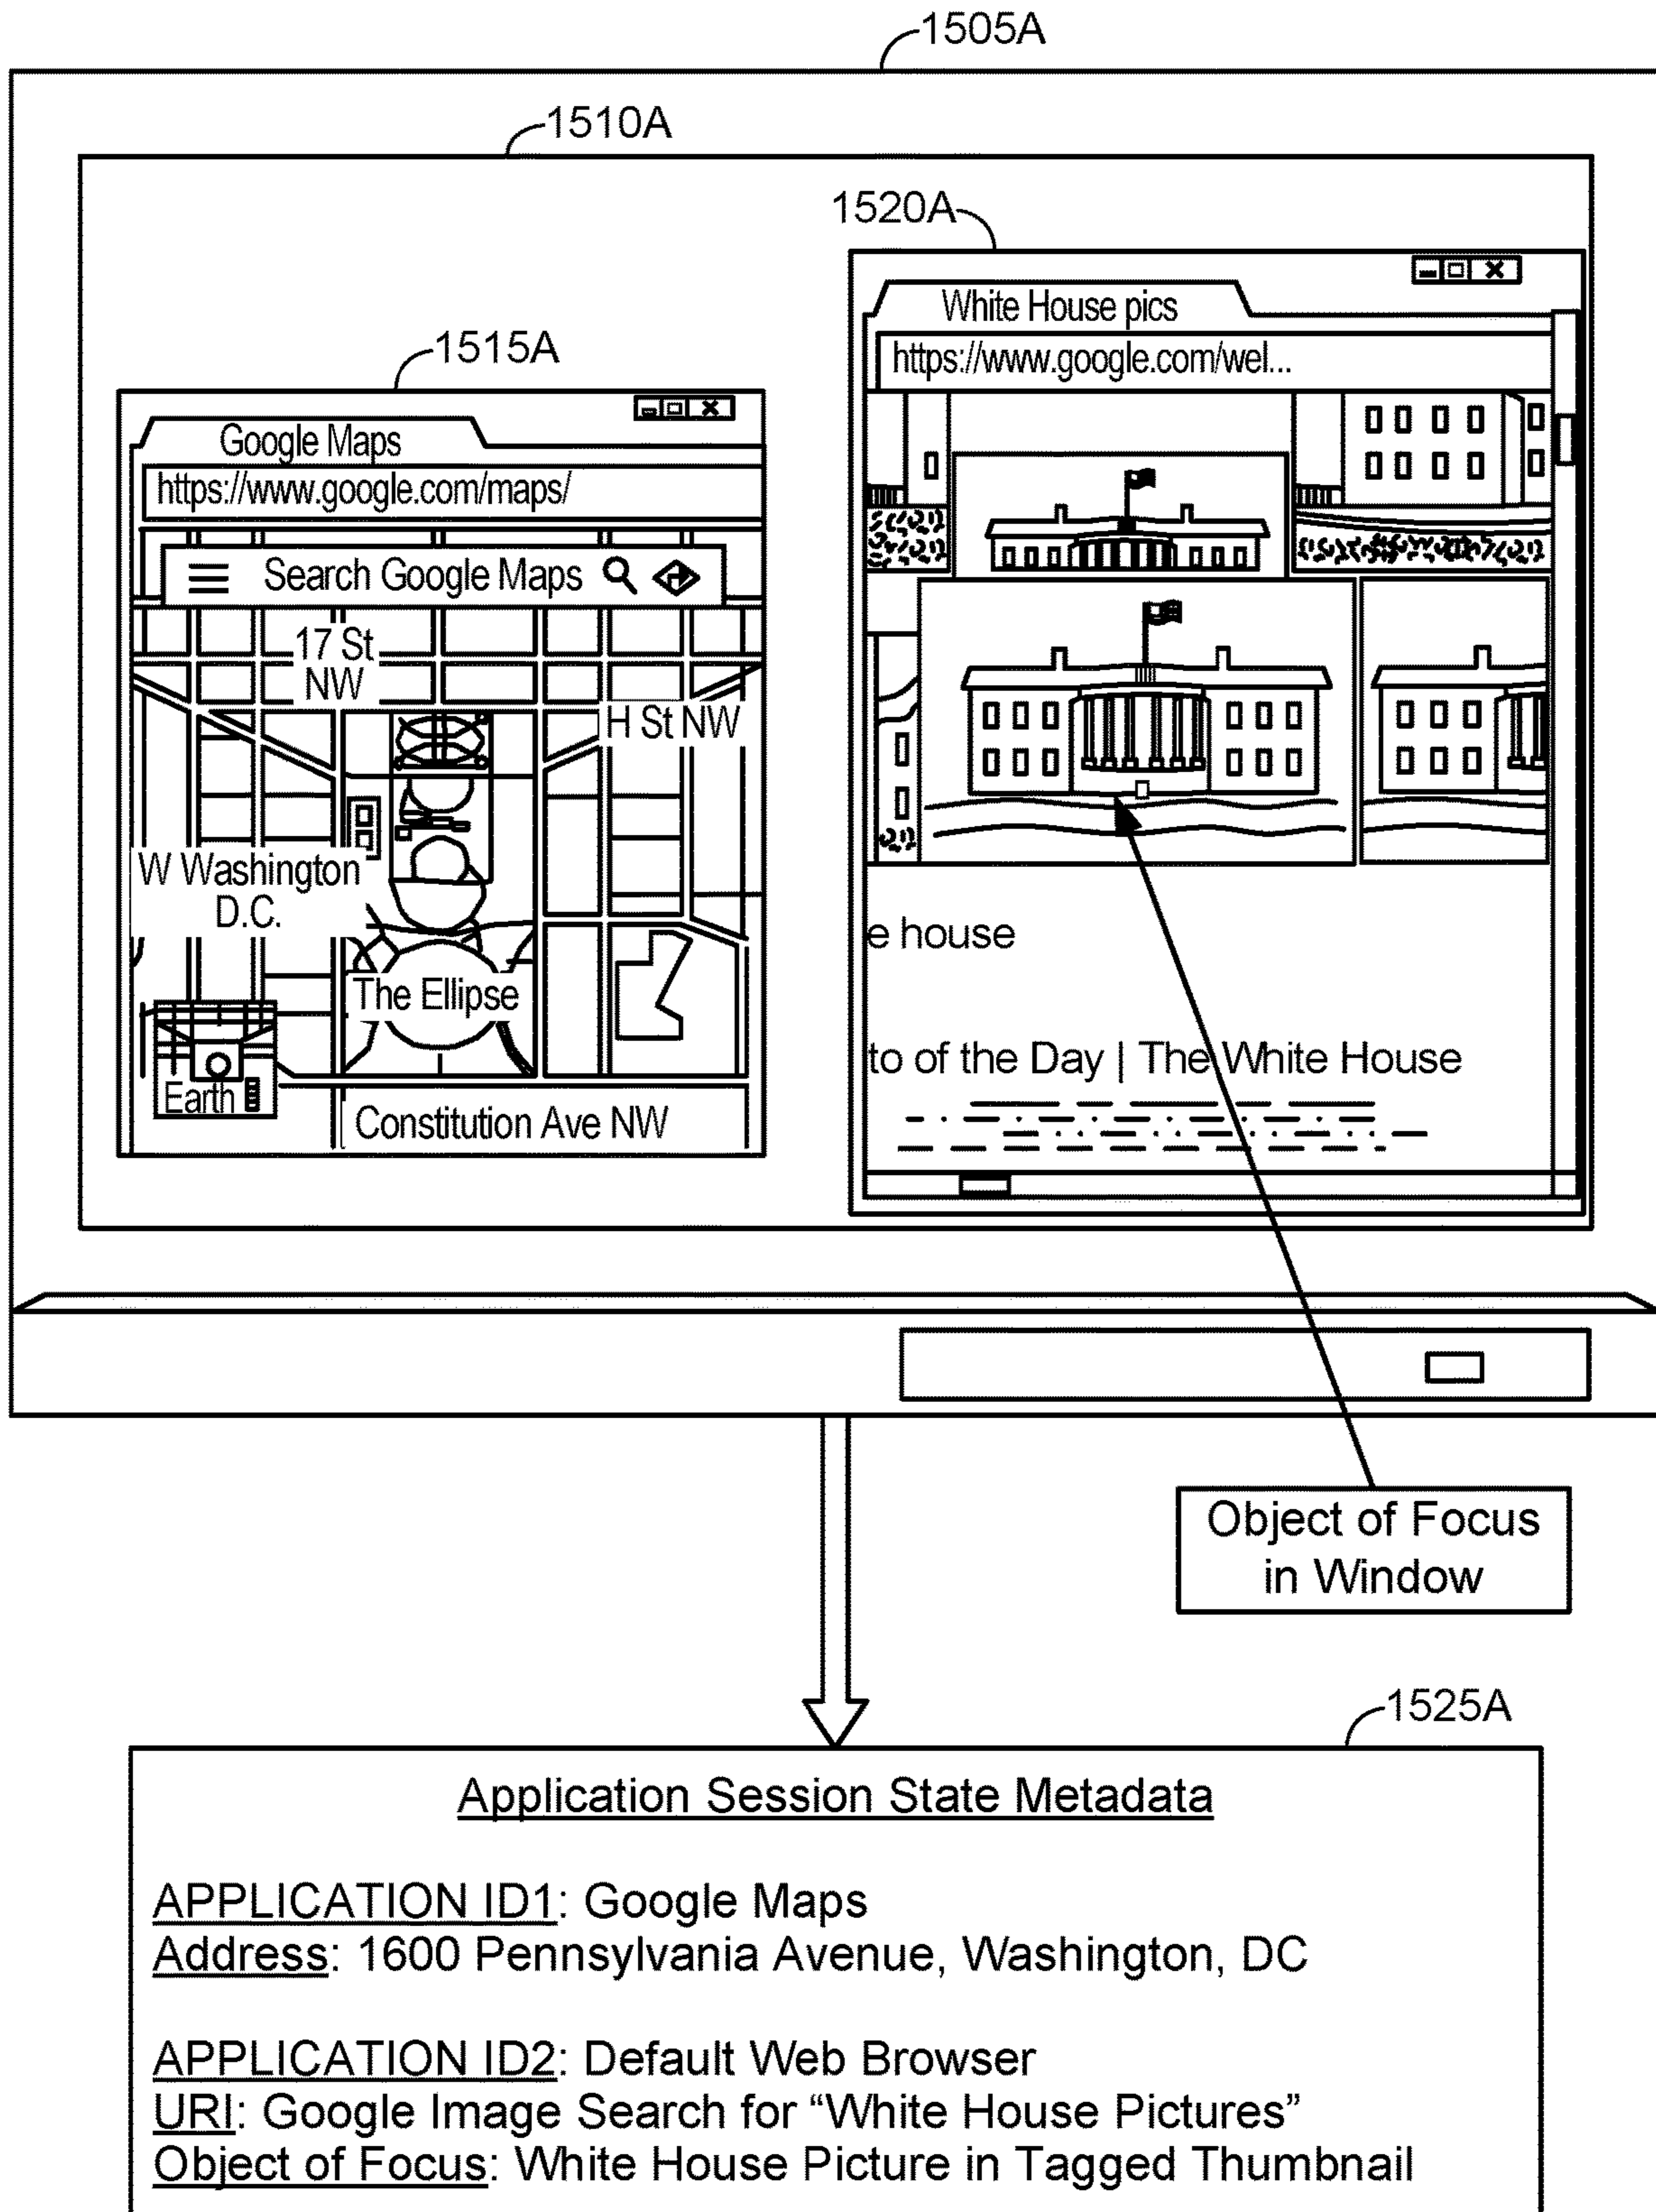 1505A
1510A
1520A
White House pics
https://www.google.com/wel...
1515A
Google Maps
https://www.google.com/maps/
Search Google Maps
17 St
NW
H St NW
W Washington
D.C.
The Ellipse
Earth
Constitution Ave NW
e house
to of the Day | The White House
Object of Focus
in Window
1525A
Application Session State Metadata
APPLICATION ID1: Google Maps
Address: 1600 Pennsylvania Avenue, Washington, DC
APPLICATION ID2: Default Web Browser
URI: Google Image Search for “White House Pictures”
Object of Focus: White House Picture in Tagged Thumbnail